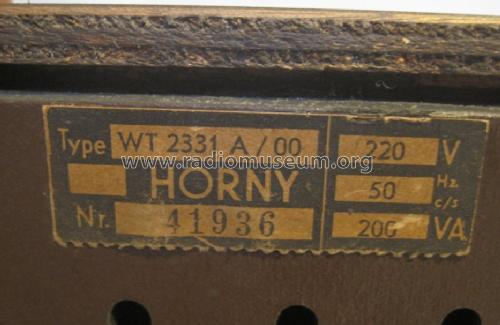 Type WT 2331 A/00
HORNY
Nr. 41936
220 V
50 Hz c/s
200 VA
www.radiomuseum.org